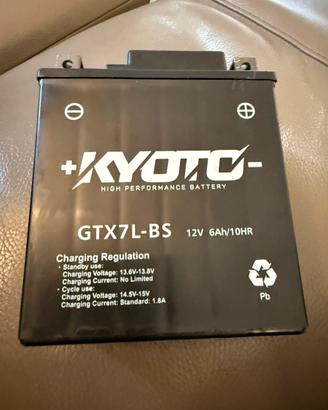 ⊖ ⊕
+KYOTO-
HIGH PERFORMANCE BATTERY
GTX7L-BS 12V 6Ah/10HR
Charging Regulation
• Standby use:
Charging Voltage: 13.6V-13.8V
Charging Current: No Limited
• Cycle use:
Charging Voltage: 14.5V-15V
Charging Current: Standard: 1.8A
Pb